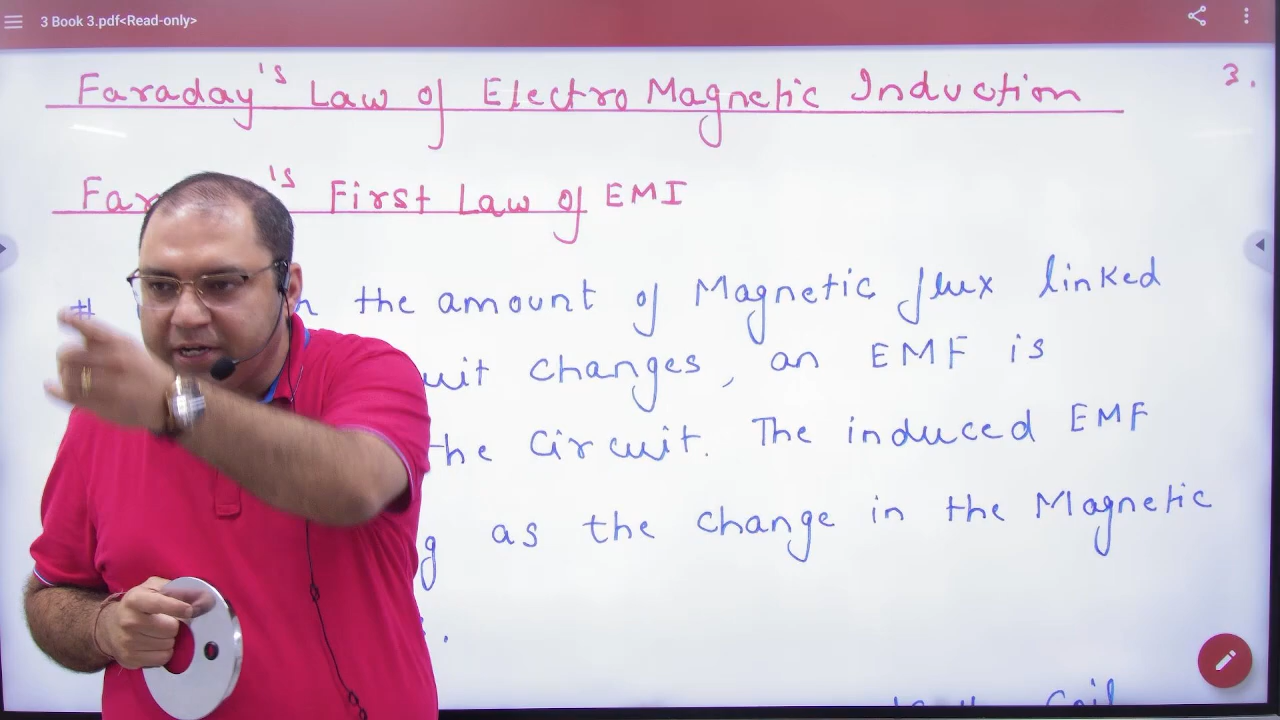 3 Book 3.pdf<Read-only>
Faraday's Law of Electro Magnetic Induction 3.
's First Law of EMI
# the amount of Magnetic flux linked
changes, an EMF is
the Circuit. The induced EMF
as the change in the Magnetic
coil